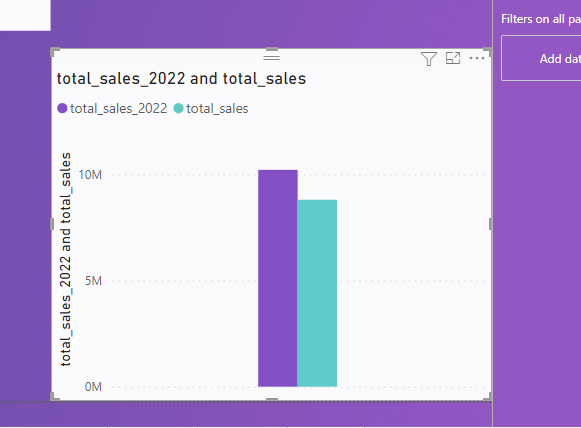 Filters on all pa
Add dat
total_sales_2022 and total_sales
total_sales_2022 total_sales
total_sales_2022 and total_sales
10M
5M
0M